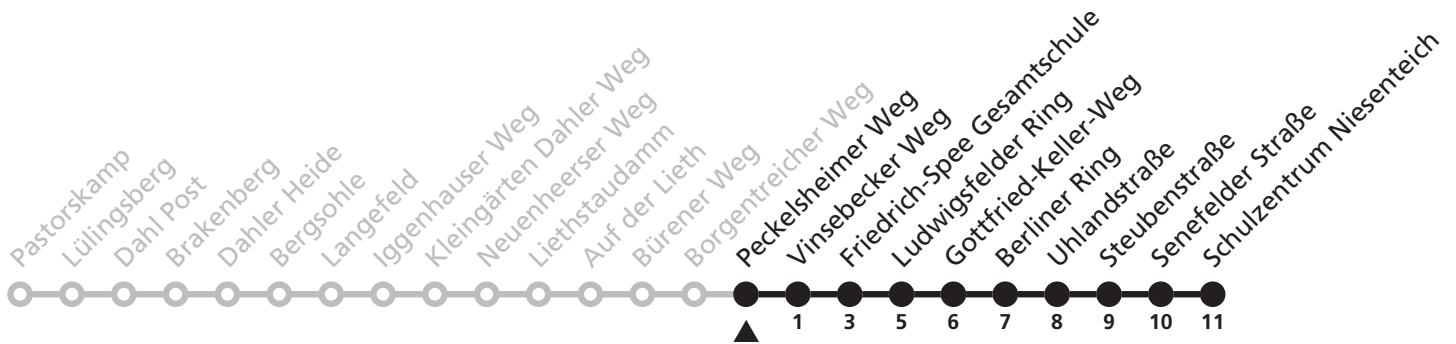 Pastorskamp
Lüllingsberg
Dahl Post
Brakenberg
Dahler Heide
Bergsohle
Langefeld
Iggenhauser Weg
Kleingärten Dahler Weg
Neuenheerser Weg
Liethstaudamm
Auf der Lieth
Bürener Weg
Borgentreicher Weg
Peckelsheimer Weg
Vinsebecker Weg
Friedrich-Spee Gesamtschule
Ludwigsfelder Ring
Gottfried-Keller-Weg
Berliner Ring
Uhlandstraße
Steubenstraße
Senefelder Straße
Schulzentrum Niesenteich
1 3 5 6 7 8 9 10 11